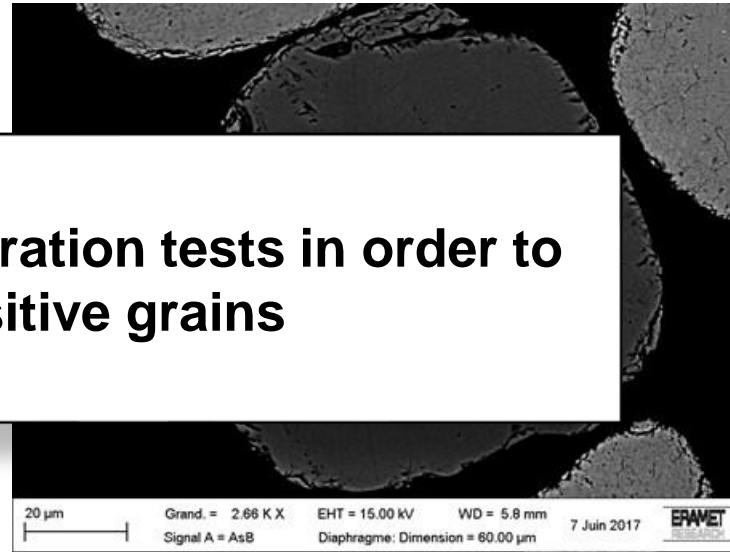 ration tests in order to
sitive grains
20 µm Grand. = 2.66 K X EHT = 15.00 kV WD = 5.8 mm 7 Juin 2017 ERAMET
Signal A = AsB Diaphragme: Dimension = 60.00 µm RESEARCH